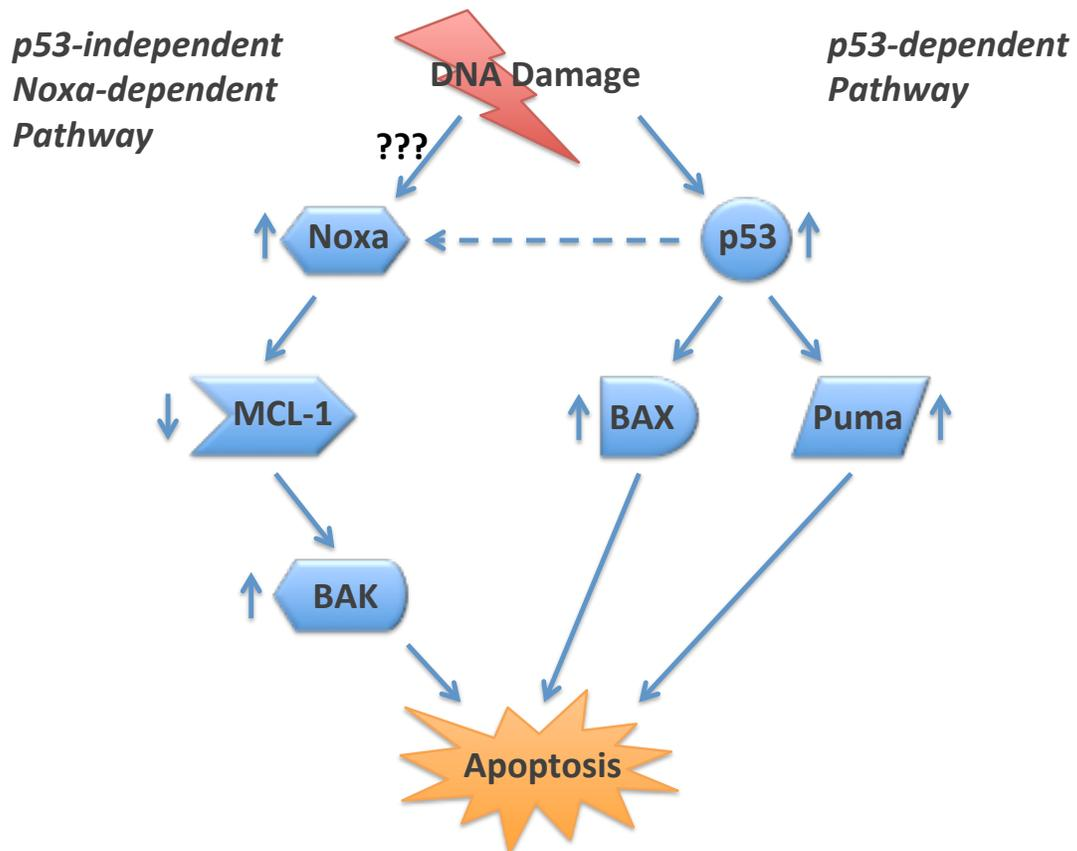 p53-independent
Noxa-dependent
Pathway
DNA Damage
p53-dependent
Pathway
???
Noxa
p53
MCL-1
BAX
Puma
BAK
Apoptosis